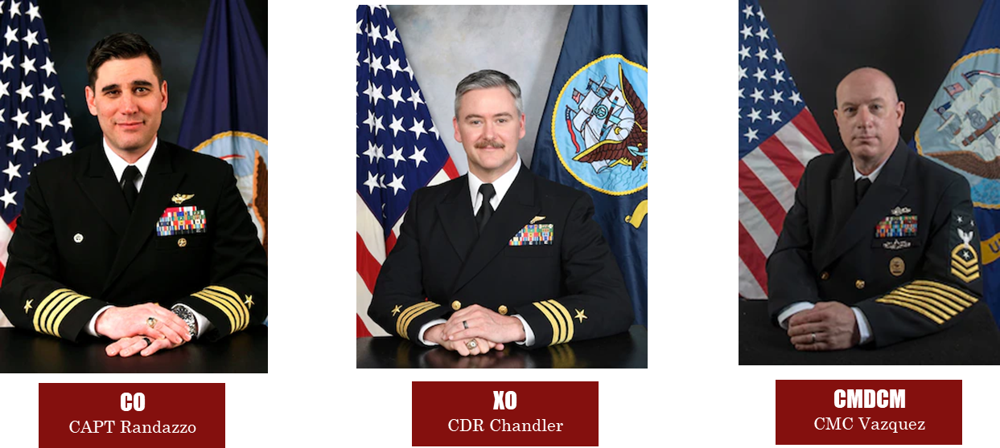 CO
CAPT Randazzo
XO
CDR Chandler
CMDCM
CMC Vazquez